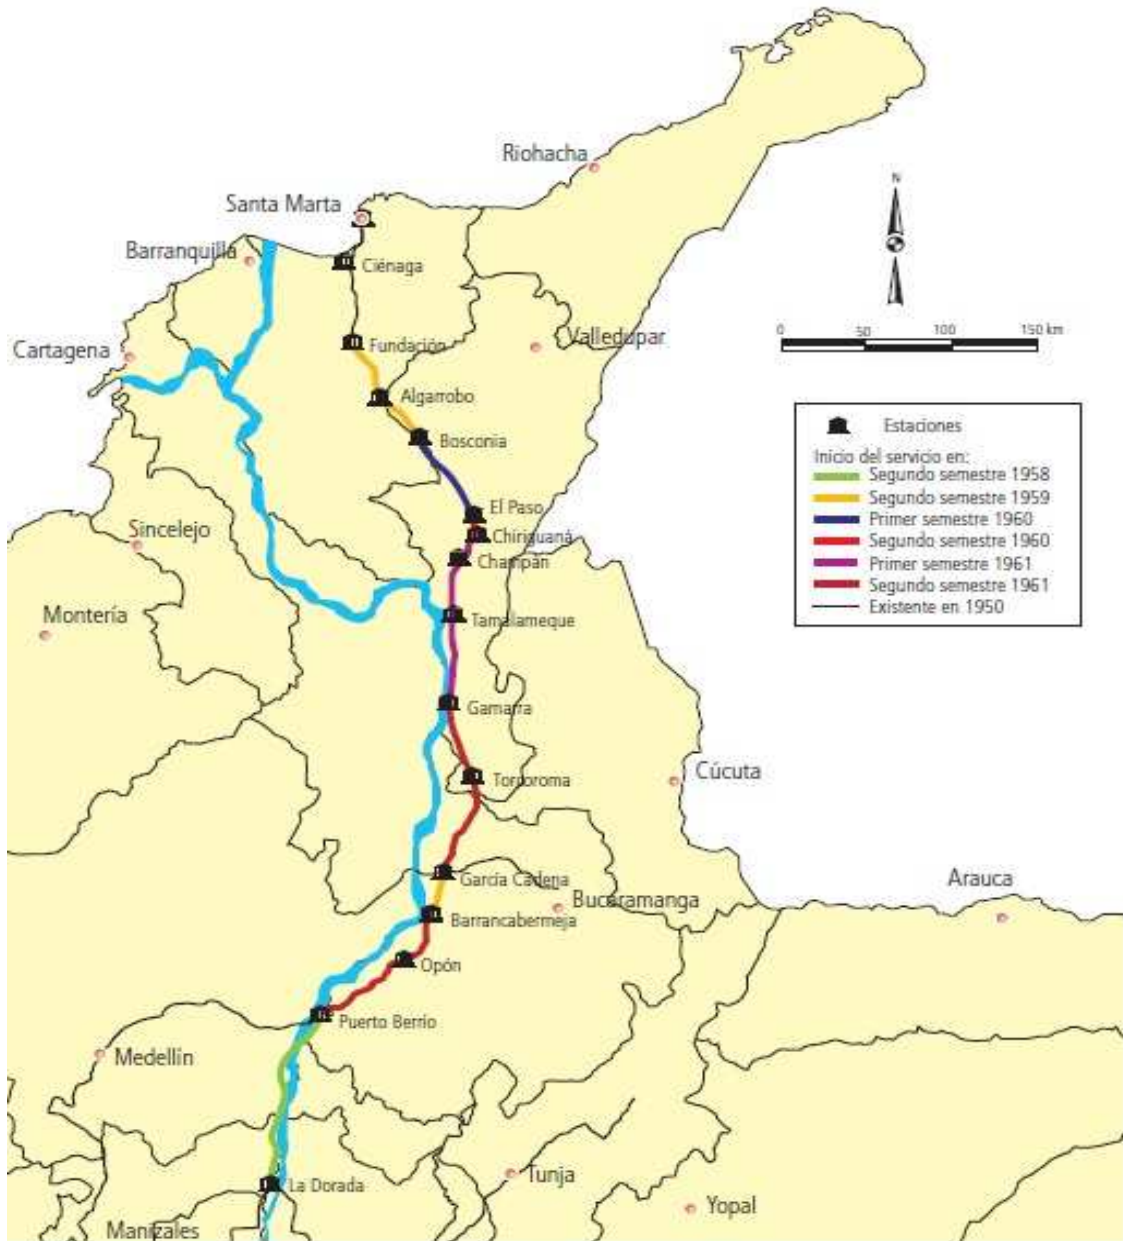 Riohacha
N
Santa Marta
Barranquilla
Ciénaga
0 50 100 150 km
Fundación
Valledupar
Cartagena
Algarrobo
Estaciones
Bosconia
Inicio del servicio en:
Segundo semestre 1958
Segundo semestre 1959
Primer semestre 1960
Segundo semestre 1960
Primer semestre 1961
Segundo semestre 1961
Existente en 1950
El Paso
Sincelejo
Chiriguaná
Champán
Montería
Tamalameque
Gamarra
Cúcuta
Torcoroma
García Cadena
Arauca
Bucaramanga
Barrancabermeja
Opón
Puerto Berrío
Medellín
Tunja
La Dorada
Yopal
Manizales